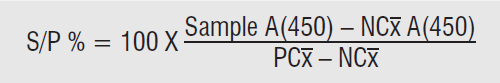 S/P % = 100 X Sample A(450) – NCx̅ A(450)
PCx̅ – NCx̅